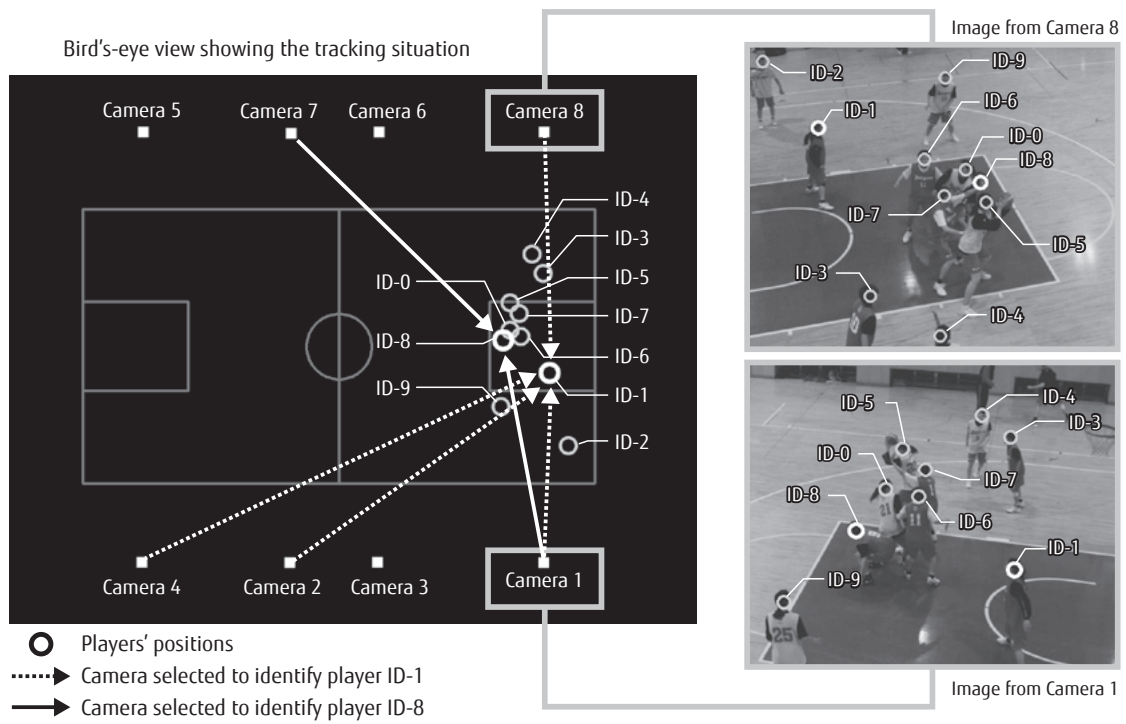 Bird's-eye view showing the tracking situation
Camera 5
Camera 7
Camera 6
Camera 8
ID-4
ID-3
ID-0
ID-5
ID-7
ID-8
ID-6
ID-9
ID-1
ID-2
Camera 4
Camera 2
Camera 3
Camera 1
Players' positions
Camera selected to identify player ID-1
Camera selected to identify player ID-8
Image from Camera 8
ID-2
ID-9
ID-1
ID-6
ID-0
ID-8
ID-7
ID-5
ID-3
ID-4
ID-5
ID-4
ID-3
ID-0
ID-7
ID-8
21
11
ID-6
ID-1
ID-9
25
Image from Camera 1